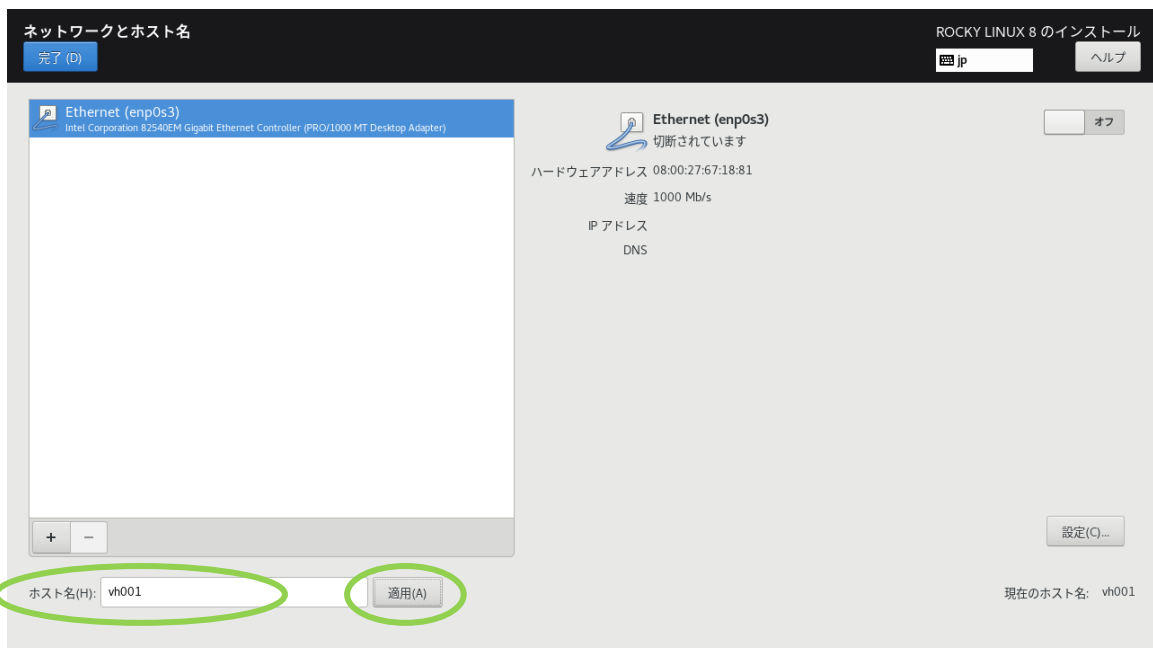 ネットワークとホスト名
ROCKY LINUX 8 のインストール
完了 (D)
jp
ヘルプ
Ethernet (enp0s3)
Intel Corporation 82540EM Gigabit Ethernet Controller (PRO/1000 MT Desktop Adapter)
Ethernet (enp0s3)
切断されています
オフ
ハードウェアアドレス 08:00:27:67:18:81
速度 1000 Mb/s
IP アドレス
DNS
+ −
設定(C)...
ホスト名(H): vh001 適用(A)
現在のホスト名: vh001